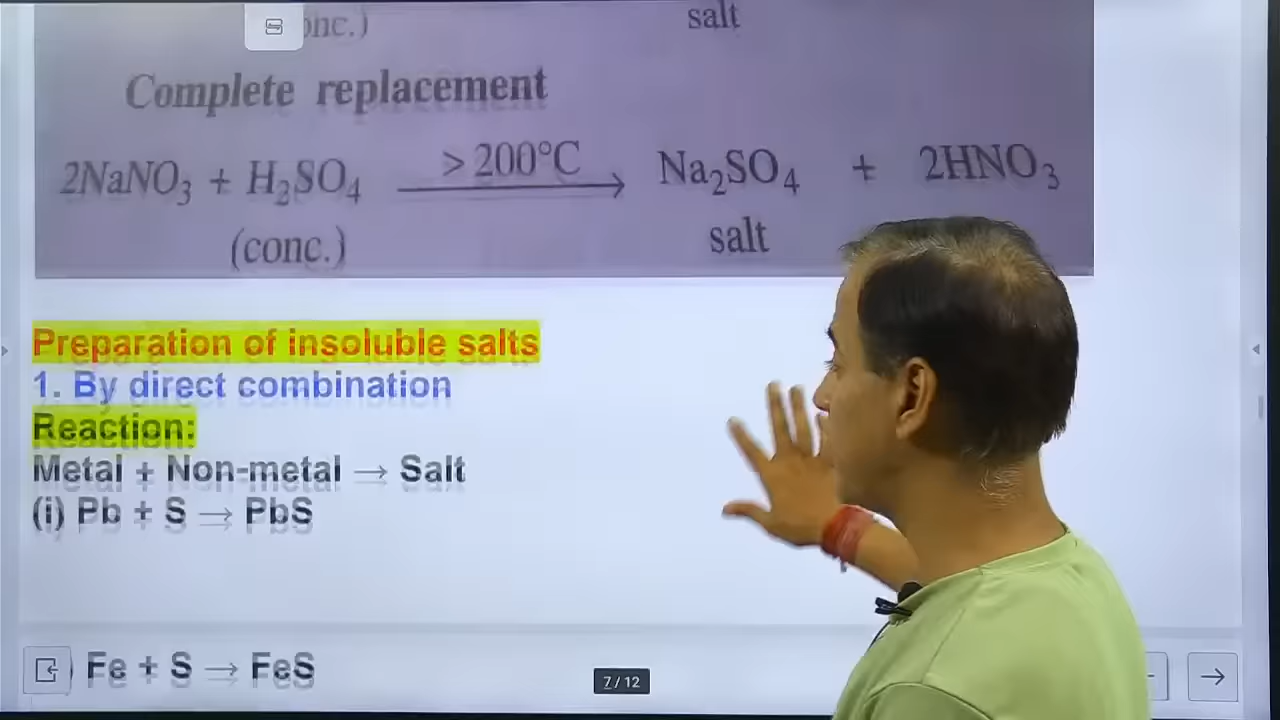 onc.) salt
Complete replacement
2NaNO₃ + H₂SO₄ >200°C → Na₂SO₄ + 2HNO₃
(conc.) salt
Preparation of insoluble salts
1. By direct combination
Reaction:
Metal + Non-metal → Salt
(i) Pb + S → PbS
) Fe + S → FeS
7/12